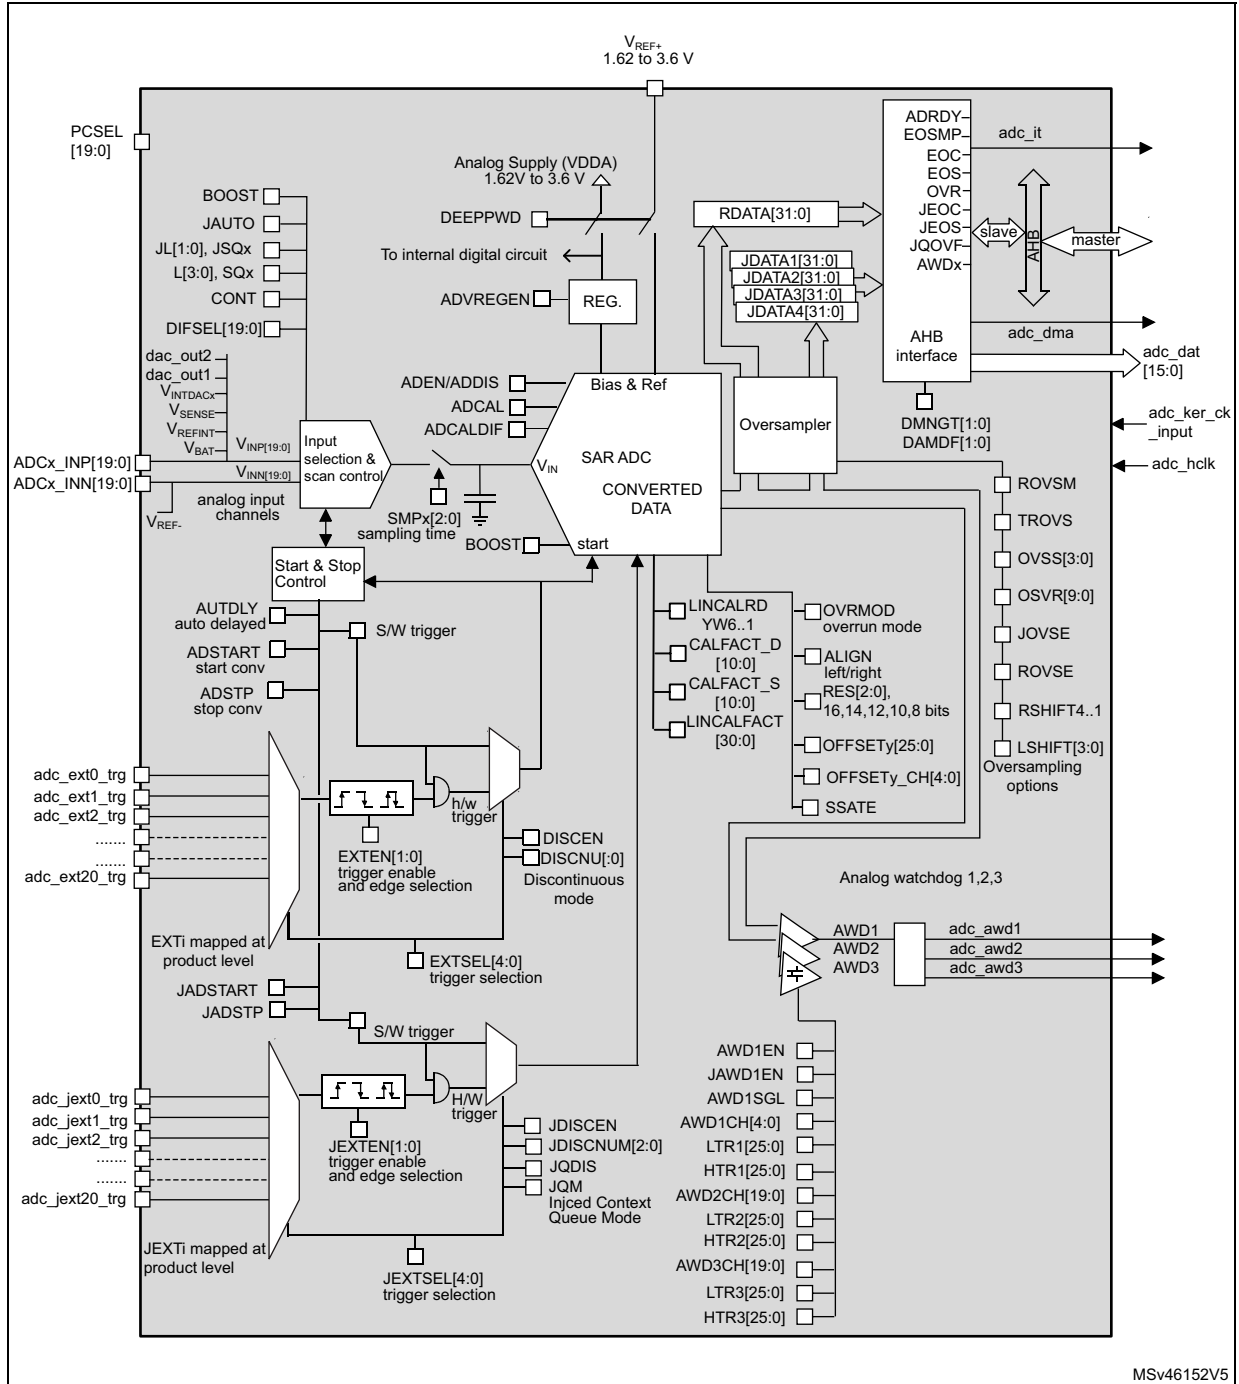 VREF+
1.62 to 3.6 V
PCSEL
[19:0]
Analog Supply (VDDA)
1.62V to 3.6 V
BOOST
JAUTO
JL[1:0], JSQx
L[3:0], SQx
CONT
DIFSEL[19:0]
DEEPPWD
To internal digital circuit
ADVREGEN
REG.
RDATA[31:0]
JDATA1[31:0]
JDATA2[31:0]
JDATA3[31:0]
JDATA4[31:0]
ADRDY
EOSMP
EOC
EOS
OVR
JEOC
JEOS
JQOVF
AWDx
AHB
interface
adc_it
slave
AHB
master
adc_dma
adc_dat
[15:0]
DMNGT[1:0]
DAMDF[1:0]
adc_ker_ck
_input
adc_hclk
dac_out2
dac_out1
VINTDACx
VSENSE
VREFINT
VBAT
VINP[19:0]
VINN[19:0]
ADCx_INP[19:0]
ADCx_INN[19:0]
VREF-
analog input
channels
Input
selection &
scan control
ADEN/ADDIS
ADCAL
ADCALDIF
Bias & Ref
VIN
SAR ADC
CONVERTED
DATA
start
Oversampler
SMPx[2:0]
sampling time
BOOST
Start & Stop
Control
AUTDLY
auto delayed
ADSTART
start conv
ADSTP
stop conv
S/W trigger
LINCALRD
YW6..1
CALFACT_D
[10:0]
CALFACT_S
[10:0]
LINCALFACT
[30:0]
OVRMOD
overrun mode
ALIGN
left/right
RES[2:0],
16,14,12,10,8 bits
OFFSETy[25:0]
OFFSETy_CH[4:0]
SSATE
ROVSM
TROVS
OVSS[3:0]
OSVR[9:0]
JOVSE
ROVSE
RSHIFT4..1
LSHIFT[3:0]
Oversampling
options
adc_ext0_trg
adc_ext1_trg
adc_ext2_trg
.......
.......
adc_ext20_trg
h/w
trigger
EXTEN[1:0]
trigger enable
and edge selection
DISCEN
DISCNU[:0]
Discontinuous
mode
EXTi mapped at
product level
EXTSEL[4:0]
trigger selection
Analog watchdog 1,2,3
AWD1
AWD2
AWD3
adc_awd1
adc_awd2
adc_awd3
JADSTART
JADSTP
S/W trigger
adc_jext0_trg
adc_jext1_trg
adc_jext2_trg
.......
.......
adc_jext20_trg
H/W
trigger
JEXTEN[1:0]
trigger enable
and edge selection
JDISCEN
JDISCNUM[2:0]
JQDIS
JQM
Injced Context
Queue Mode
JEXTi mapped at
product level
JEXTSEL[4:0]
trigger selection
AWD1EN
JAWD1EN
AWD1SGL
AWD1CH[4:0]
LTR1[25:0]
HTR1[25:0]
AWD2CH[19:0]
LTR2[25:0]
HTR2[25:0]
AWD3CH[19:0]
LTR3[25:0]
HTR3[25:0]
MSv46152V5